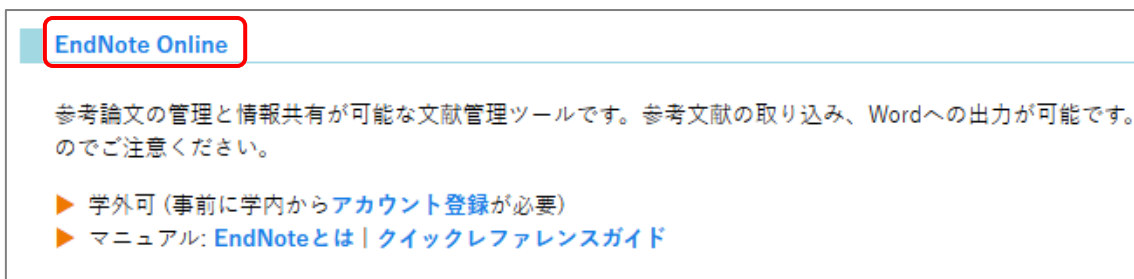 EndNote Online
参考論文の管理と情報共有が可能な文献管理ツールです。参考文献の取り込み、Wordへの出力が可能です。
のでご注意ください。
▶ 学外可 (事前に学内からアカウント登録が必要)
▶ マニュアル: EndNoteとは | クイックレファレンスガイド